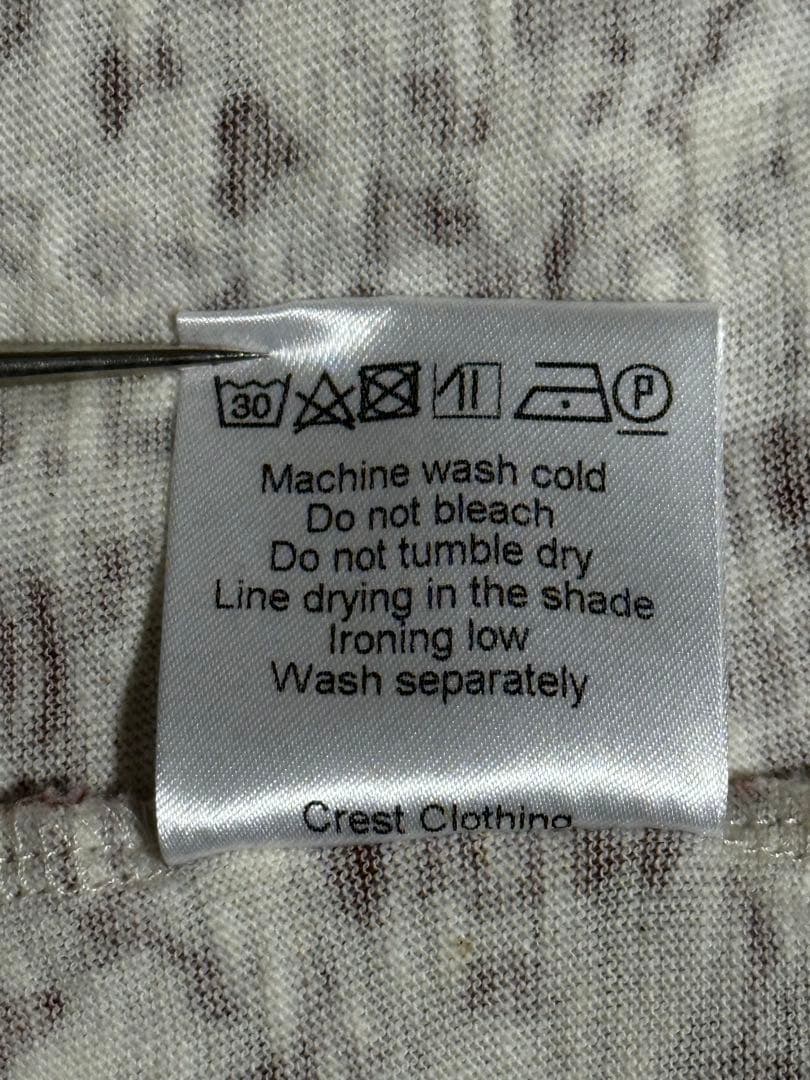 30 P
Machine wash cold
Do not bleach
Do not tumble dry
Line drying in the shade
Ironing low
Wash separately
Crest Clothing